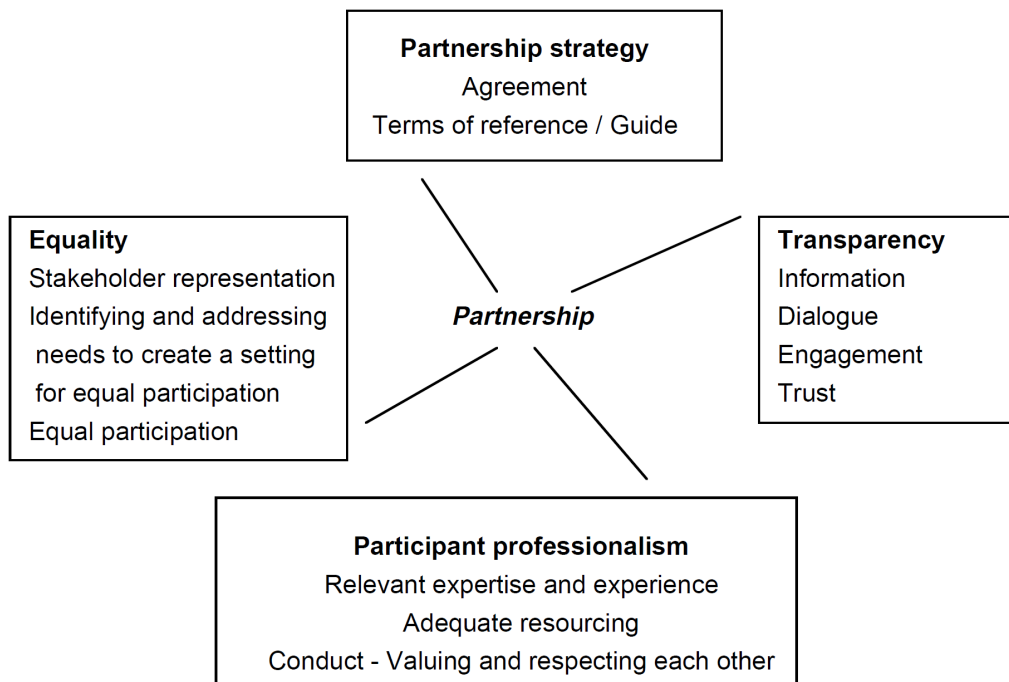 Partnership strategy
Agreement
Terms of reference / Guide
Equality
Stakeholder representation
Identifying and addressing
needs to create a setting
for equal participation
Equal participation
Partnership
Transparency
Information
Dialogue
Engagement
Trust
Participant professionalism
Relevant expertise and experience
Adequate resourcing
Conduct - Valuing and respecting each other